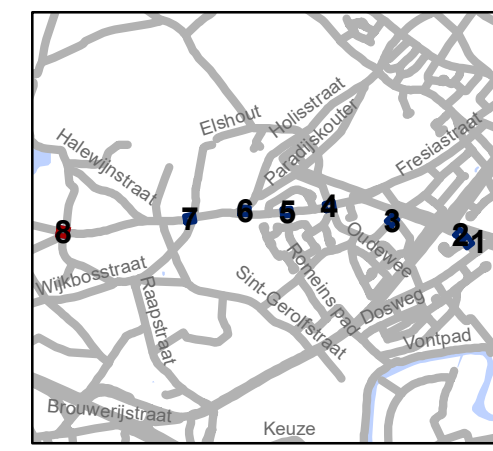 Holisstraat
Elshout
Paradijskouter
Fresiastraat
Halewijnstraat
8
7
6
5
4
3
2
1
Oudewee
Romeins pad
Wijkbosstraat
Sint-Gerolfstraat
Raapstraat
Dosweg
Vontpad
Brouwerijstraat
Keuze